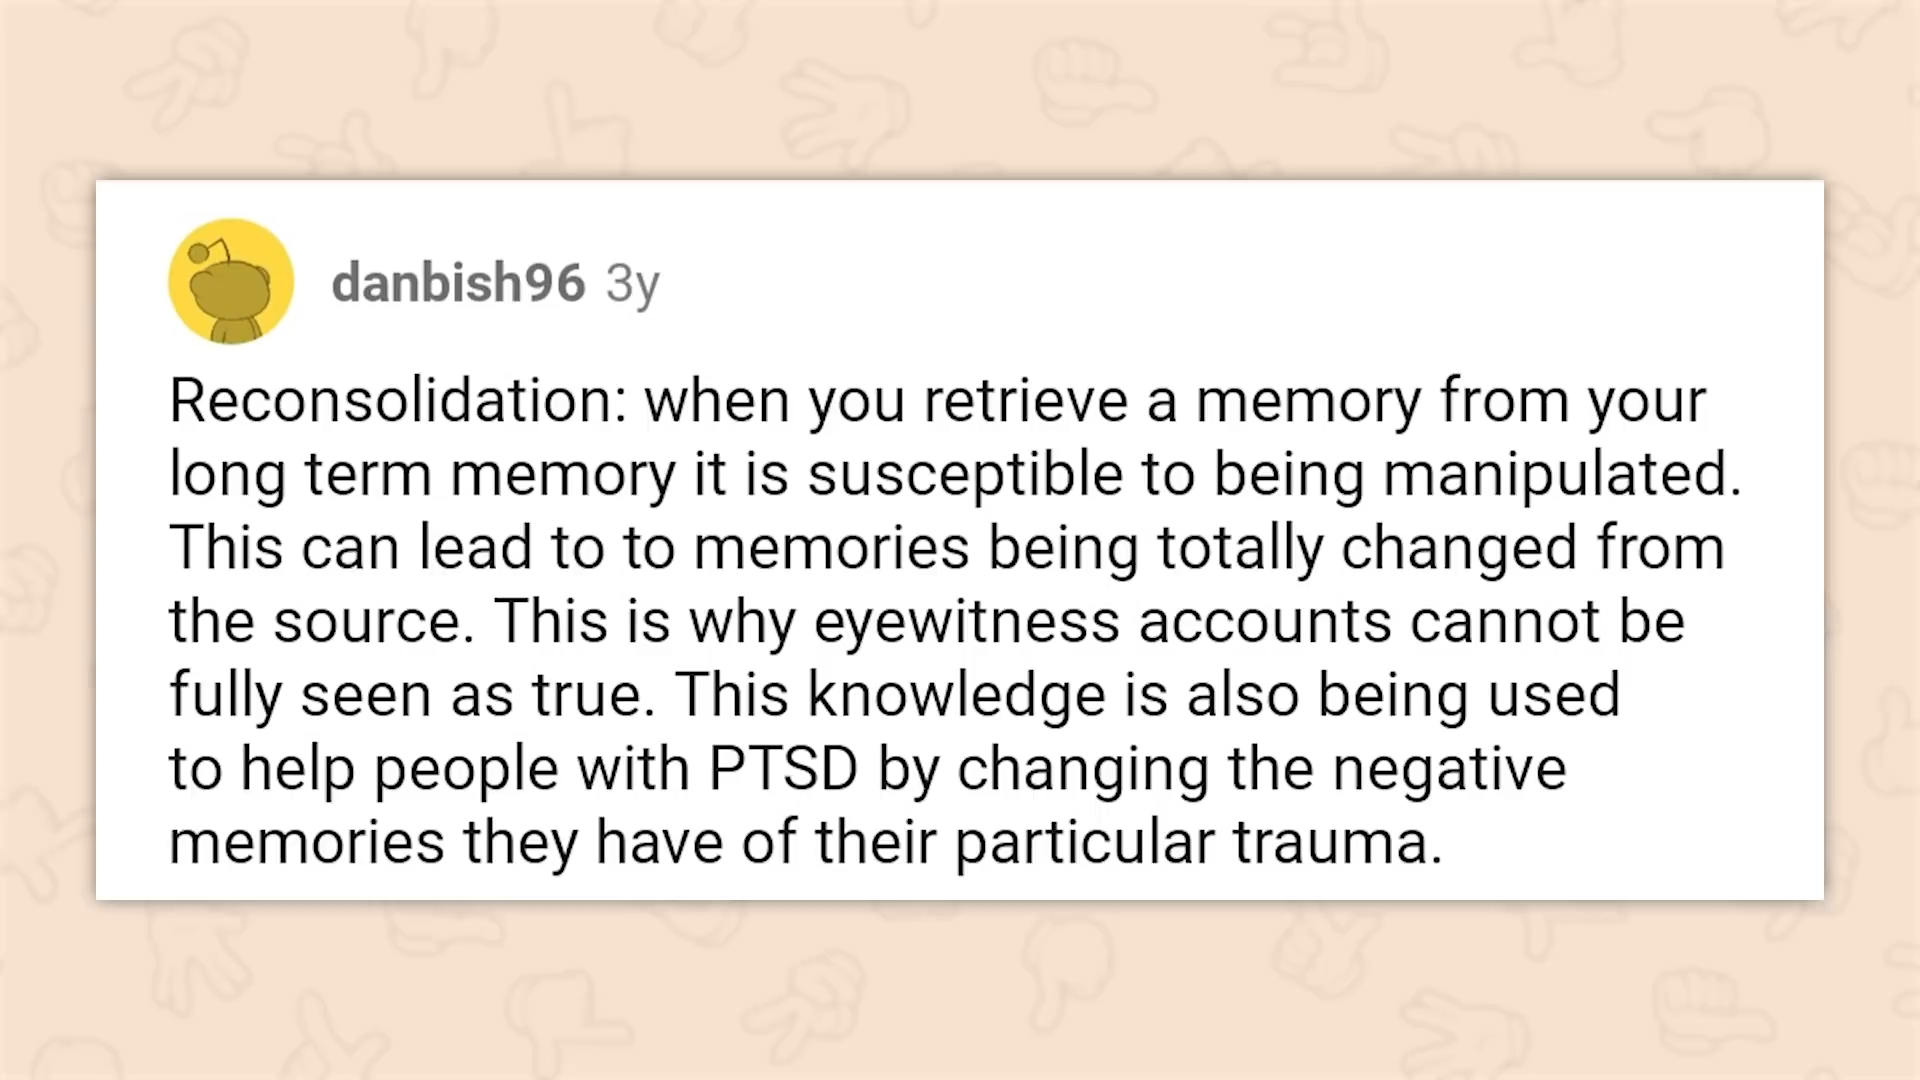 danbish96 3y
Reconsolidation: when you retrieve a memory from your
long term memory it is susceptible to being manipulated.
This can lead to to memories being totally changed from
the source. This is why eyewitness accounts cannot be
fully seen as true. This knowledge is also being used
to help people with PTSD by changing the negative
memories they have of their particular trauma.